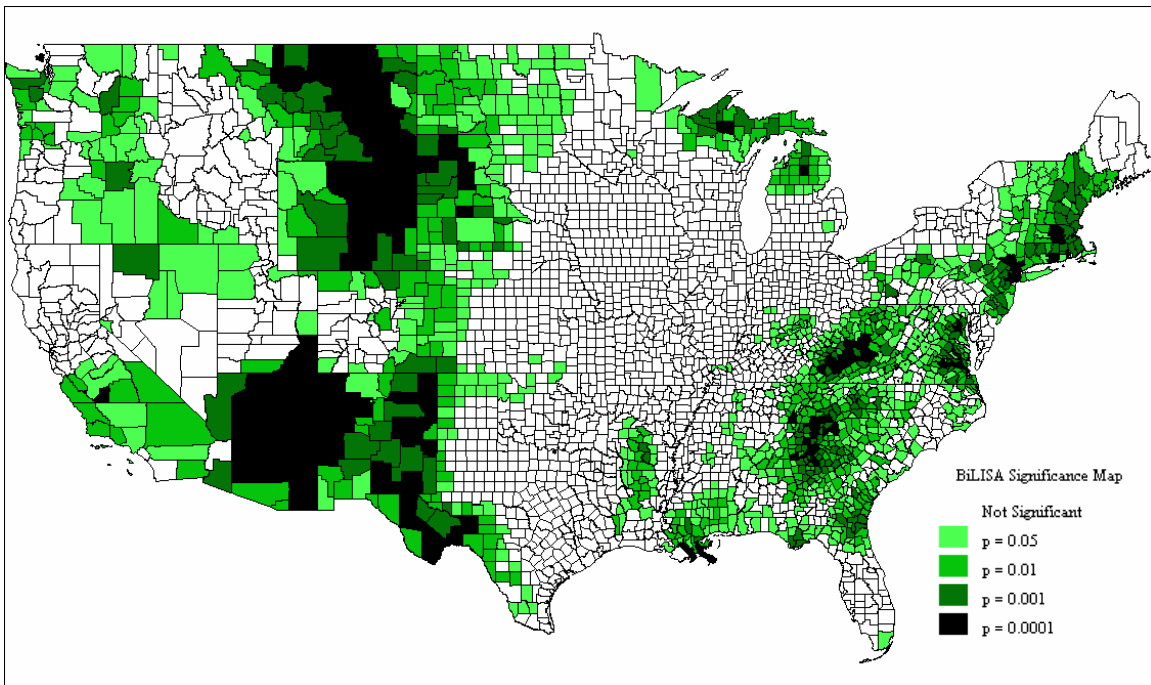 BiLISA Significance Map
Not Significant
p = 0.05
p = 0.01
p = 0.001
p = 0.0001